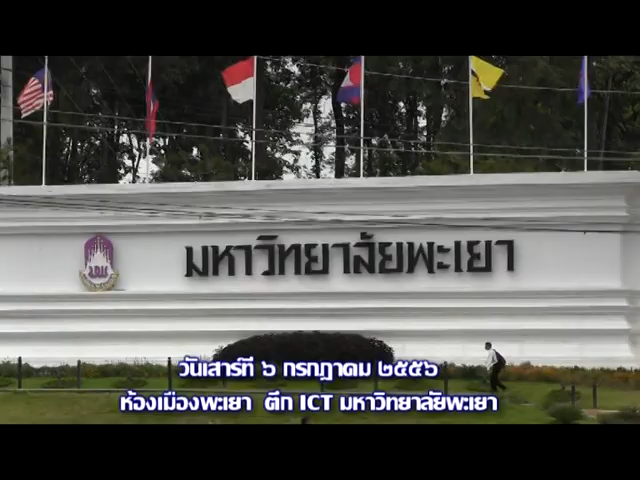 มหาวิทยาลัยพะเยา
วันเสาร์ที่ ๖ กรกฎาคม ๒๕๕๖
ห้องเมืองพะเยา ตึก ICT มหาวิทยาลัยพะเยา